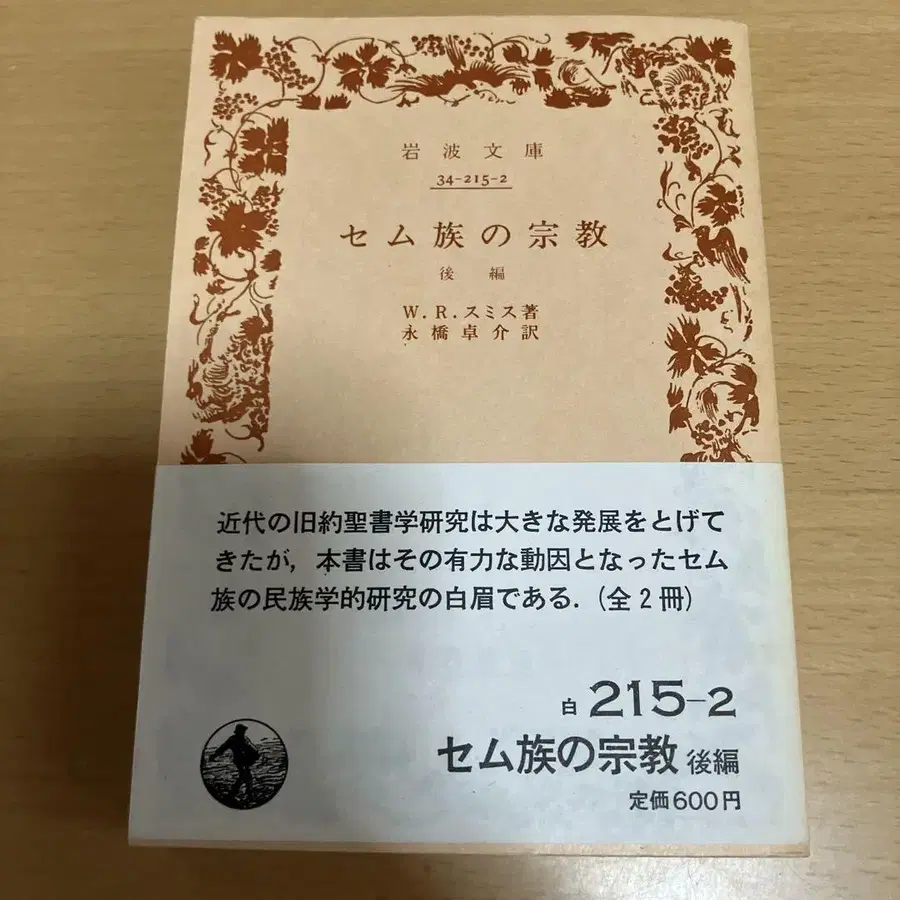 岩波文庫
34-215-2
セム族の宗教
後編
W.R.スミス著
永橋卓介訳
近代の旧約聖書学研究は大きな発展をとげて
きたが，本書はその有力な動因となったセム
族の民族学的研究の白眉である．(全2冊)
白 215-2
セム族の宗教 後編
定価600円